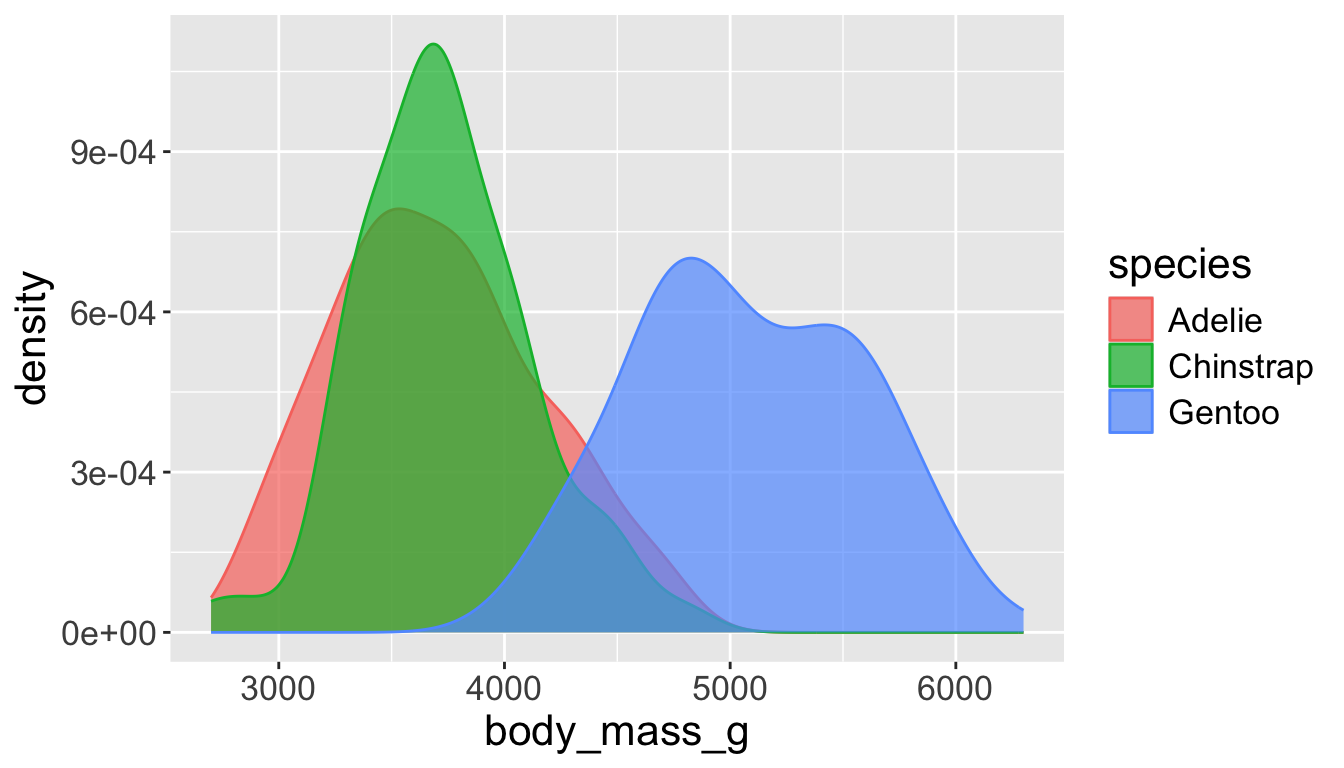 density
9e-04
6e-04
3e-04
0e+00
3000 4000 5000 6000
body_mass_g
species
Adelie
Chinstrap
Gentoo